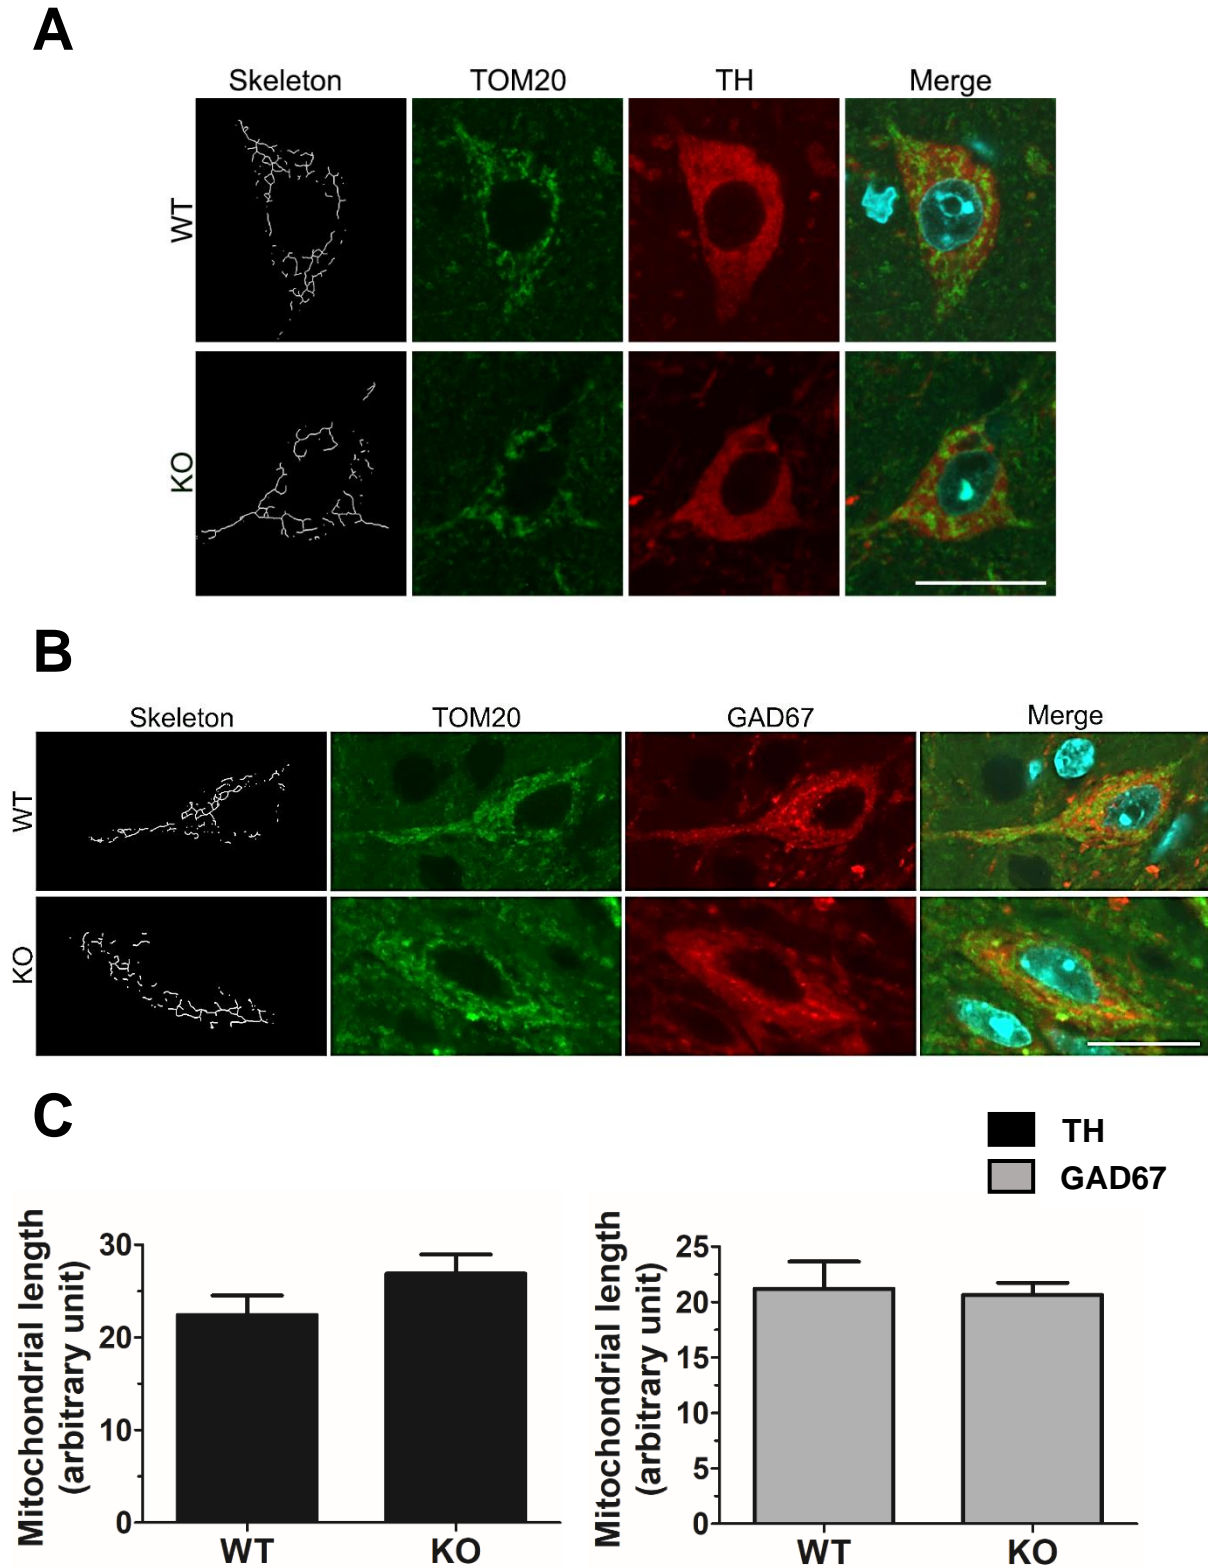 A
Skeleton TOM20 TH Merge
WT
KO
B
Skeleton TOM20 GAD67 Merge
WT
KO
C
TH
GAD67
Mitochondrial length
(arbitrary unit)
30
20
10
0
WT KO
Mitochondrial length
(arbitrary unit)
25
20
15
10
5
0
WT KO